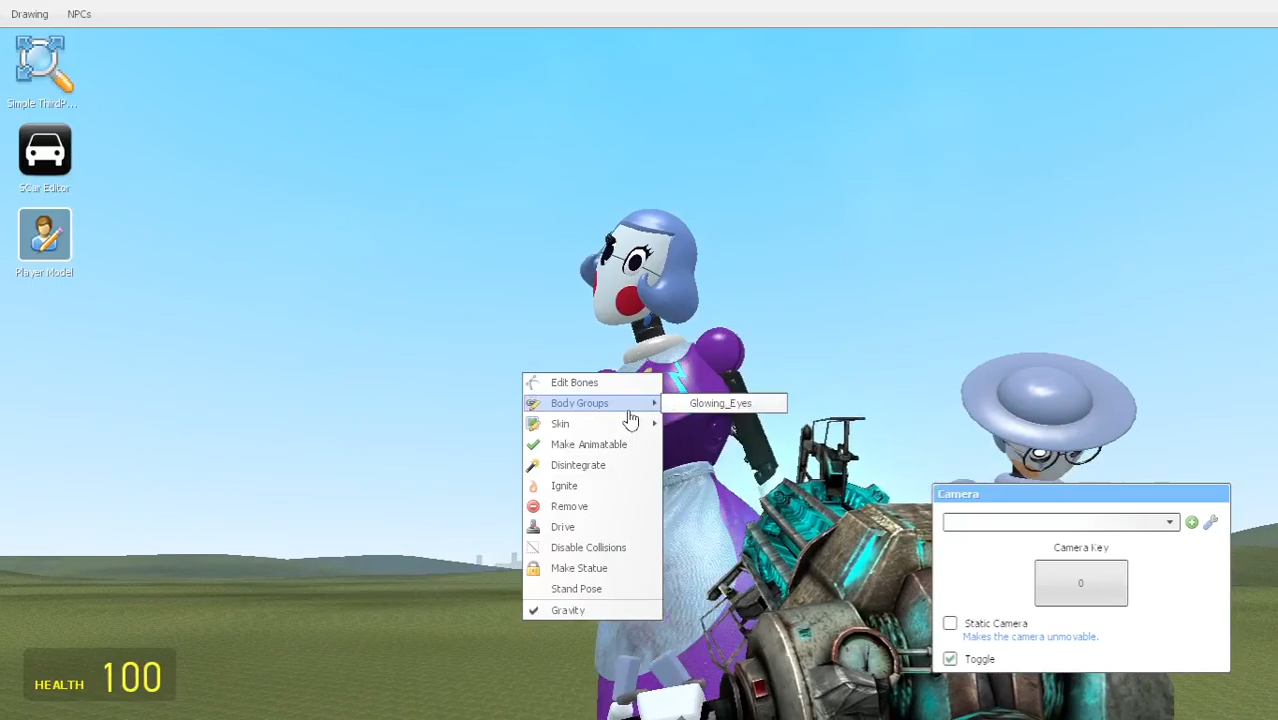 Drawing NPCs
Simple ThirdP...
SCar Editor
Player Model
Edit Bones
Body Groups
Glowing_Eyes
Skin
Make Animatable
Disintegrate
Ignite
Remove
Drive
Disable Collisions
Make Statue
Stand Pose
Gravity
Camera
Camera Key
0
Static Camera
Makes the camera unmovable.
Toggle
HEALTH 100